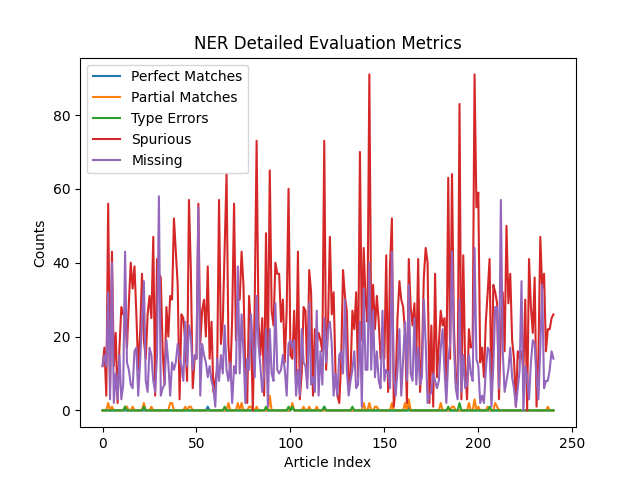 NER Detailed Evaluation Metrics
Perfect Matches
Partial Matches
Type Errors
Spurious
Missing
Counts
80
60
40
20
0
0
50
100
150
200
250
Article Index